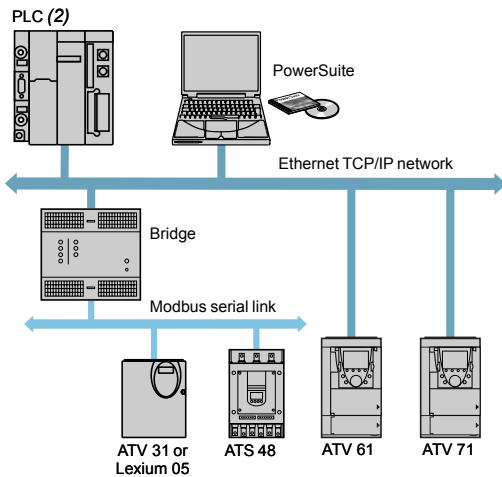 PLC (2)
PowerSuite
Ethernet TCP/IP network
Bridge
Modbus serial link
ATV 31 or
Lexium 05
ATS 48
ATV 61
ATV 71